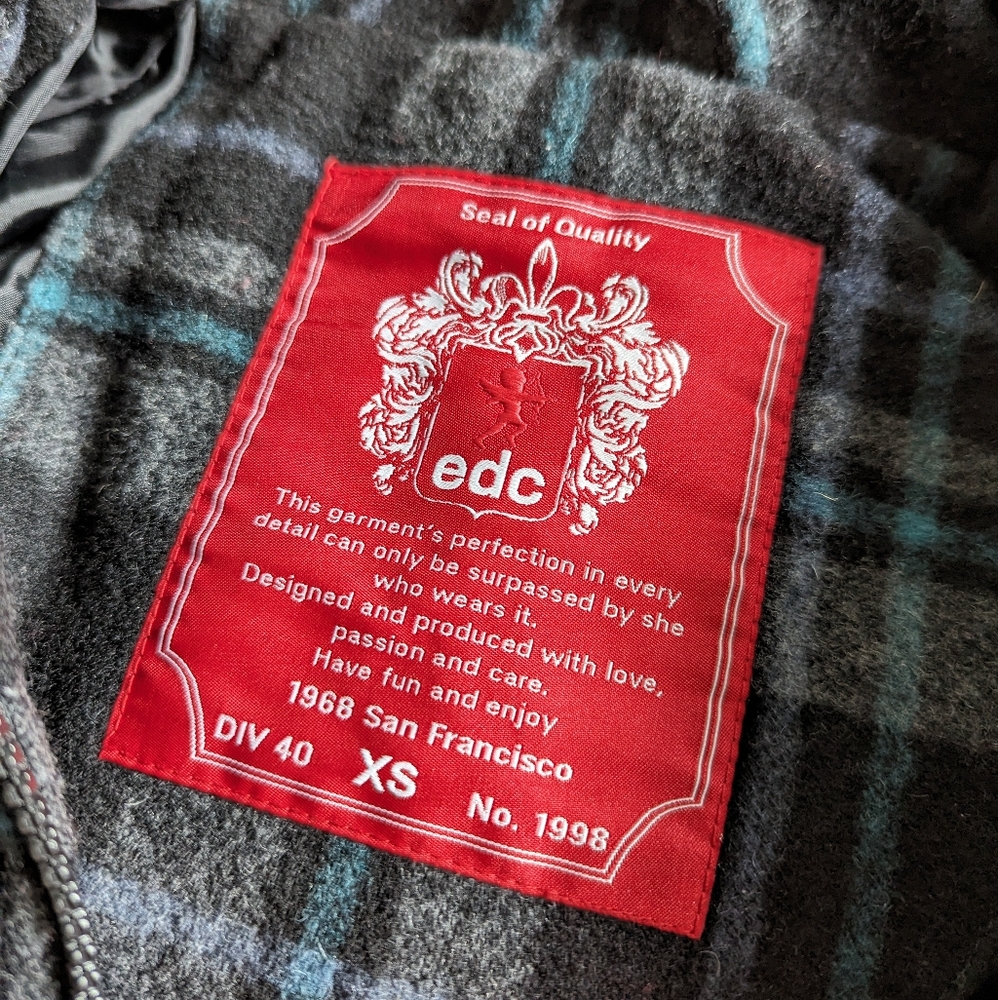 Seal of Quality
edc
This garment's perfection in every
detail can only be surpassed by she
who wears it.
Designed and produced with love,
passion and care.
Have fun and enjoy
1968 San Francisco
DIV 40 XS No. 1998